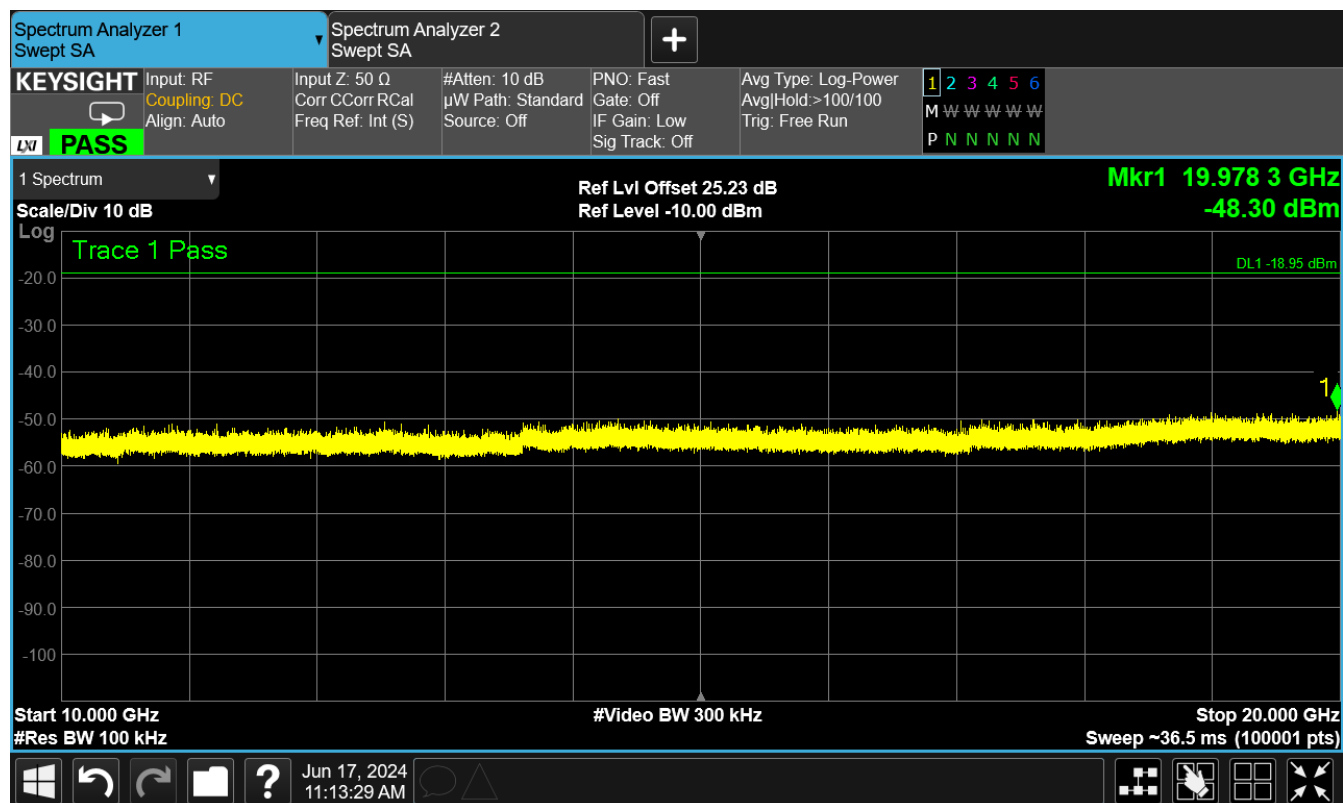 Spectrum Analyzer 1
Swept SA
Spectrum Analyzer 2
Swept SA
KEYSIGHT
LXI PASS
Input: RF
Coupling: DC
Align: Auto
Input Z: 50 Ω
Corr CCorr RCal
Freq Ref: Int (S)
#Atten: 10 dB
µW Path: Standard
Source: Off
PNO: Fast
Gate: Off
IF Gain: Low
Sig Track: Off
Avg Type: Log-Power
Avg|Hold:>100/100
Trig: Free Run
1 2 3 4 5 6
M W W W W W
P N N N N N
1 Spectrum
Scale/Div 10 dB
Ref Lvl Offset 25.23 dB
Ref Level -10.00 dBm
Mkr1 19.978 3 GHz
-48.30 dBm
Log
Trace 1 Pass
DL1 -18.95 dBm
-20.0
-30.0
-40.0
1
-50.0
-60.0
-70.0
-80.0
-90.0
-100
Start 10.000 GHz
#Res BW 100 kHz
#Video BW 300 kHz
Stop 20.000 GHz
Sweep ~36.5 ms (100001 pts)
?
Jun 17, 2024
11:13:29 AM